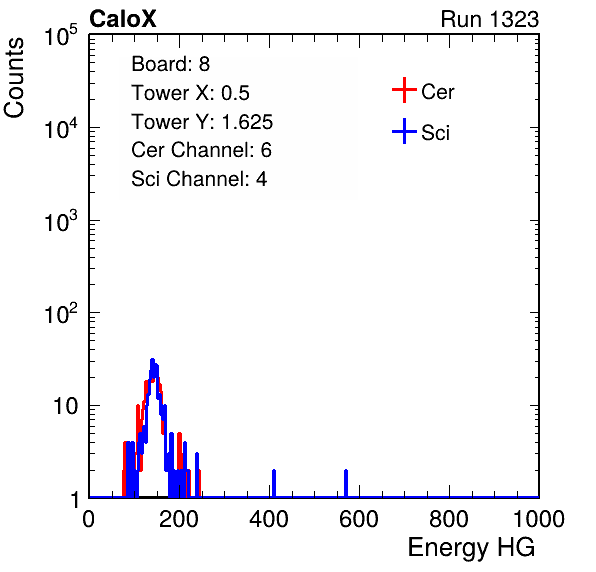 CaloX Run 1323
Counts
Board: 8
Tower X: 0.5
Tower Y: 1.625
Cer Channel: 6
Sci Channel: 4
Cer
Sci
10^5
10^4
10^3
10^2
10
1
0 200 400 600 800 1000
Energy HG